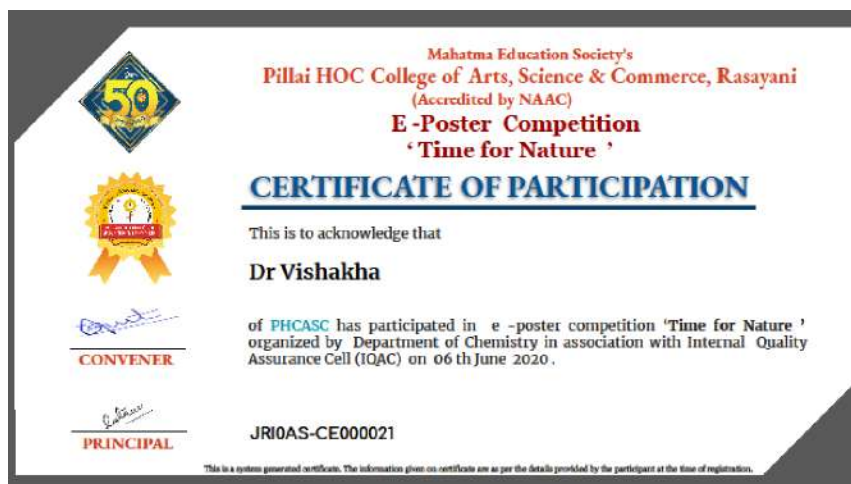 Mahatma Education Society's
Pillai HOC College of Arts, Science & Commerce, Rasayani
(Accredited by NAAC)
E -Poster Competition
‘ Time for Nature ’
CERTIFICATE OF PARTICIPATION
50
This is to acknowledge that
Dr Vishakha
of PHCASC has participated in e -poster competition ‘Time for Nature ’
organized by Department of Chemistry in association with Internal Quality
Assurance Cell (IQAC) on 06 th June 2020 .
CONVENER
PRINCIPAL
JRI0AS-CE000021
This is a system generated certificate. The information given on certificate are as per the details provided by the participant at the time of registration.